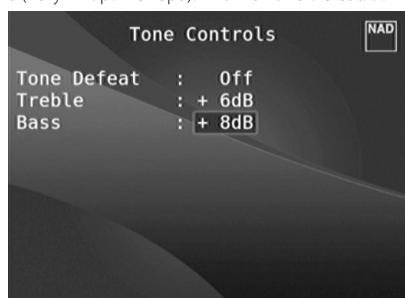 Tone Controls
NAD
Tone Defeat : Off
Treble : + 6dB
Bass : + 8dB